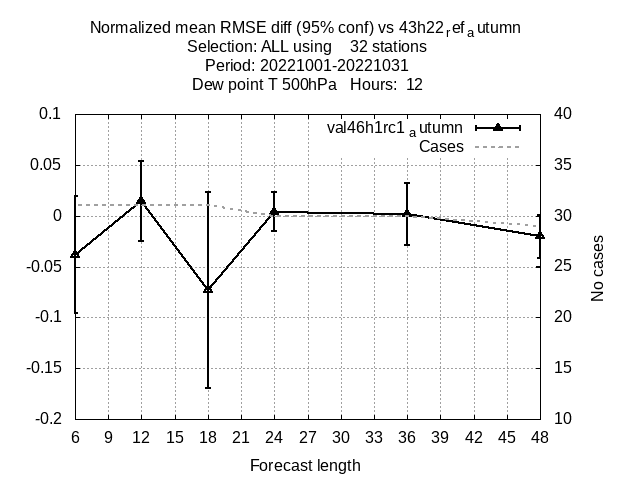 Normalized mean RMSE diff (95% conf) vs 43h22refautumn
Selection: ALL using 32 stations
Period: 20221001-20221031
Dew point T 500hPa Hours: 12
0.1 40
val46h1rc1 autumn
Cases
0.05 35
0 30
-0.05 25
No cases
-0.1 20
-0.15 15
-0.2 10
6 9 12 15 18 21 24 27 30 33 36 39 42 45 48
Forecast length